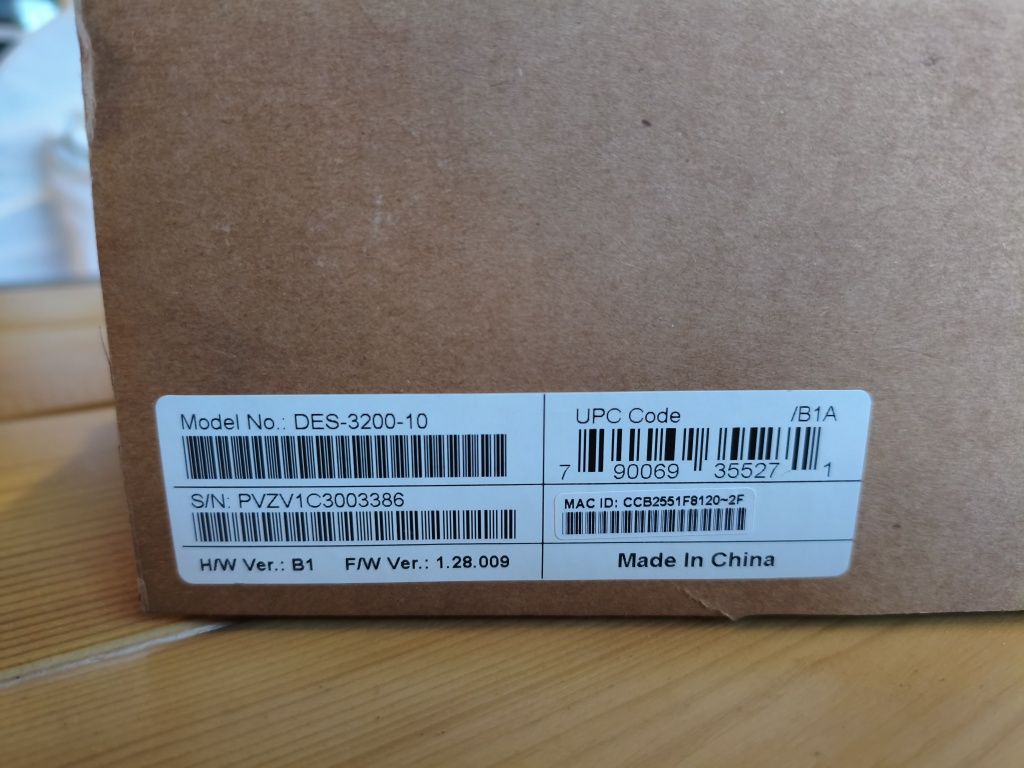 Model No.: DES-3200-10
UPC Code /B1A
7 90069 35527 1
S/N: PVZV1C3003386
MAC ID: CCB2551F8120~2F
H/W Ver.: B1 F/W Ver.: 1.28.009
Made In China